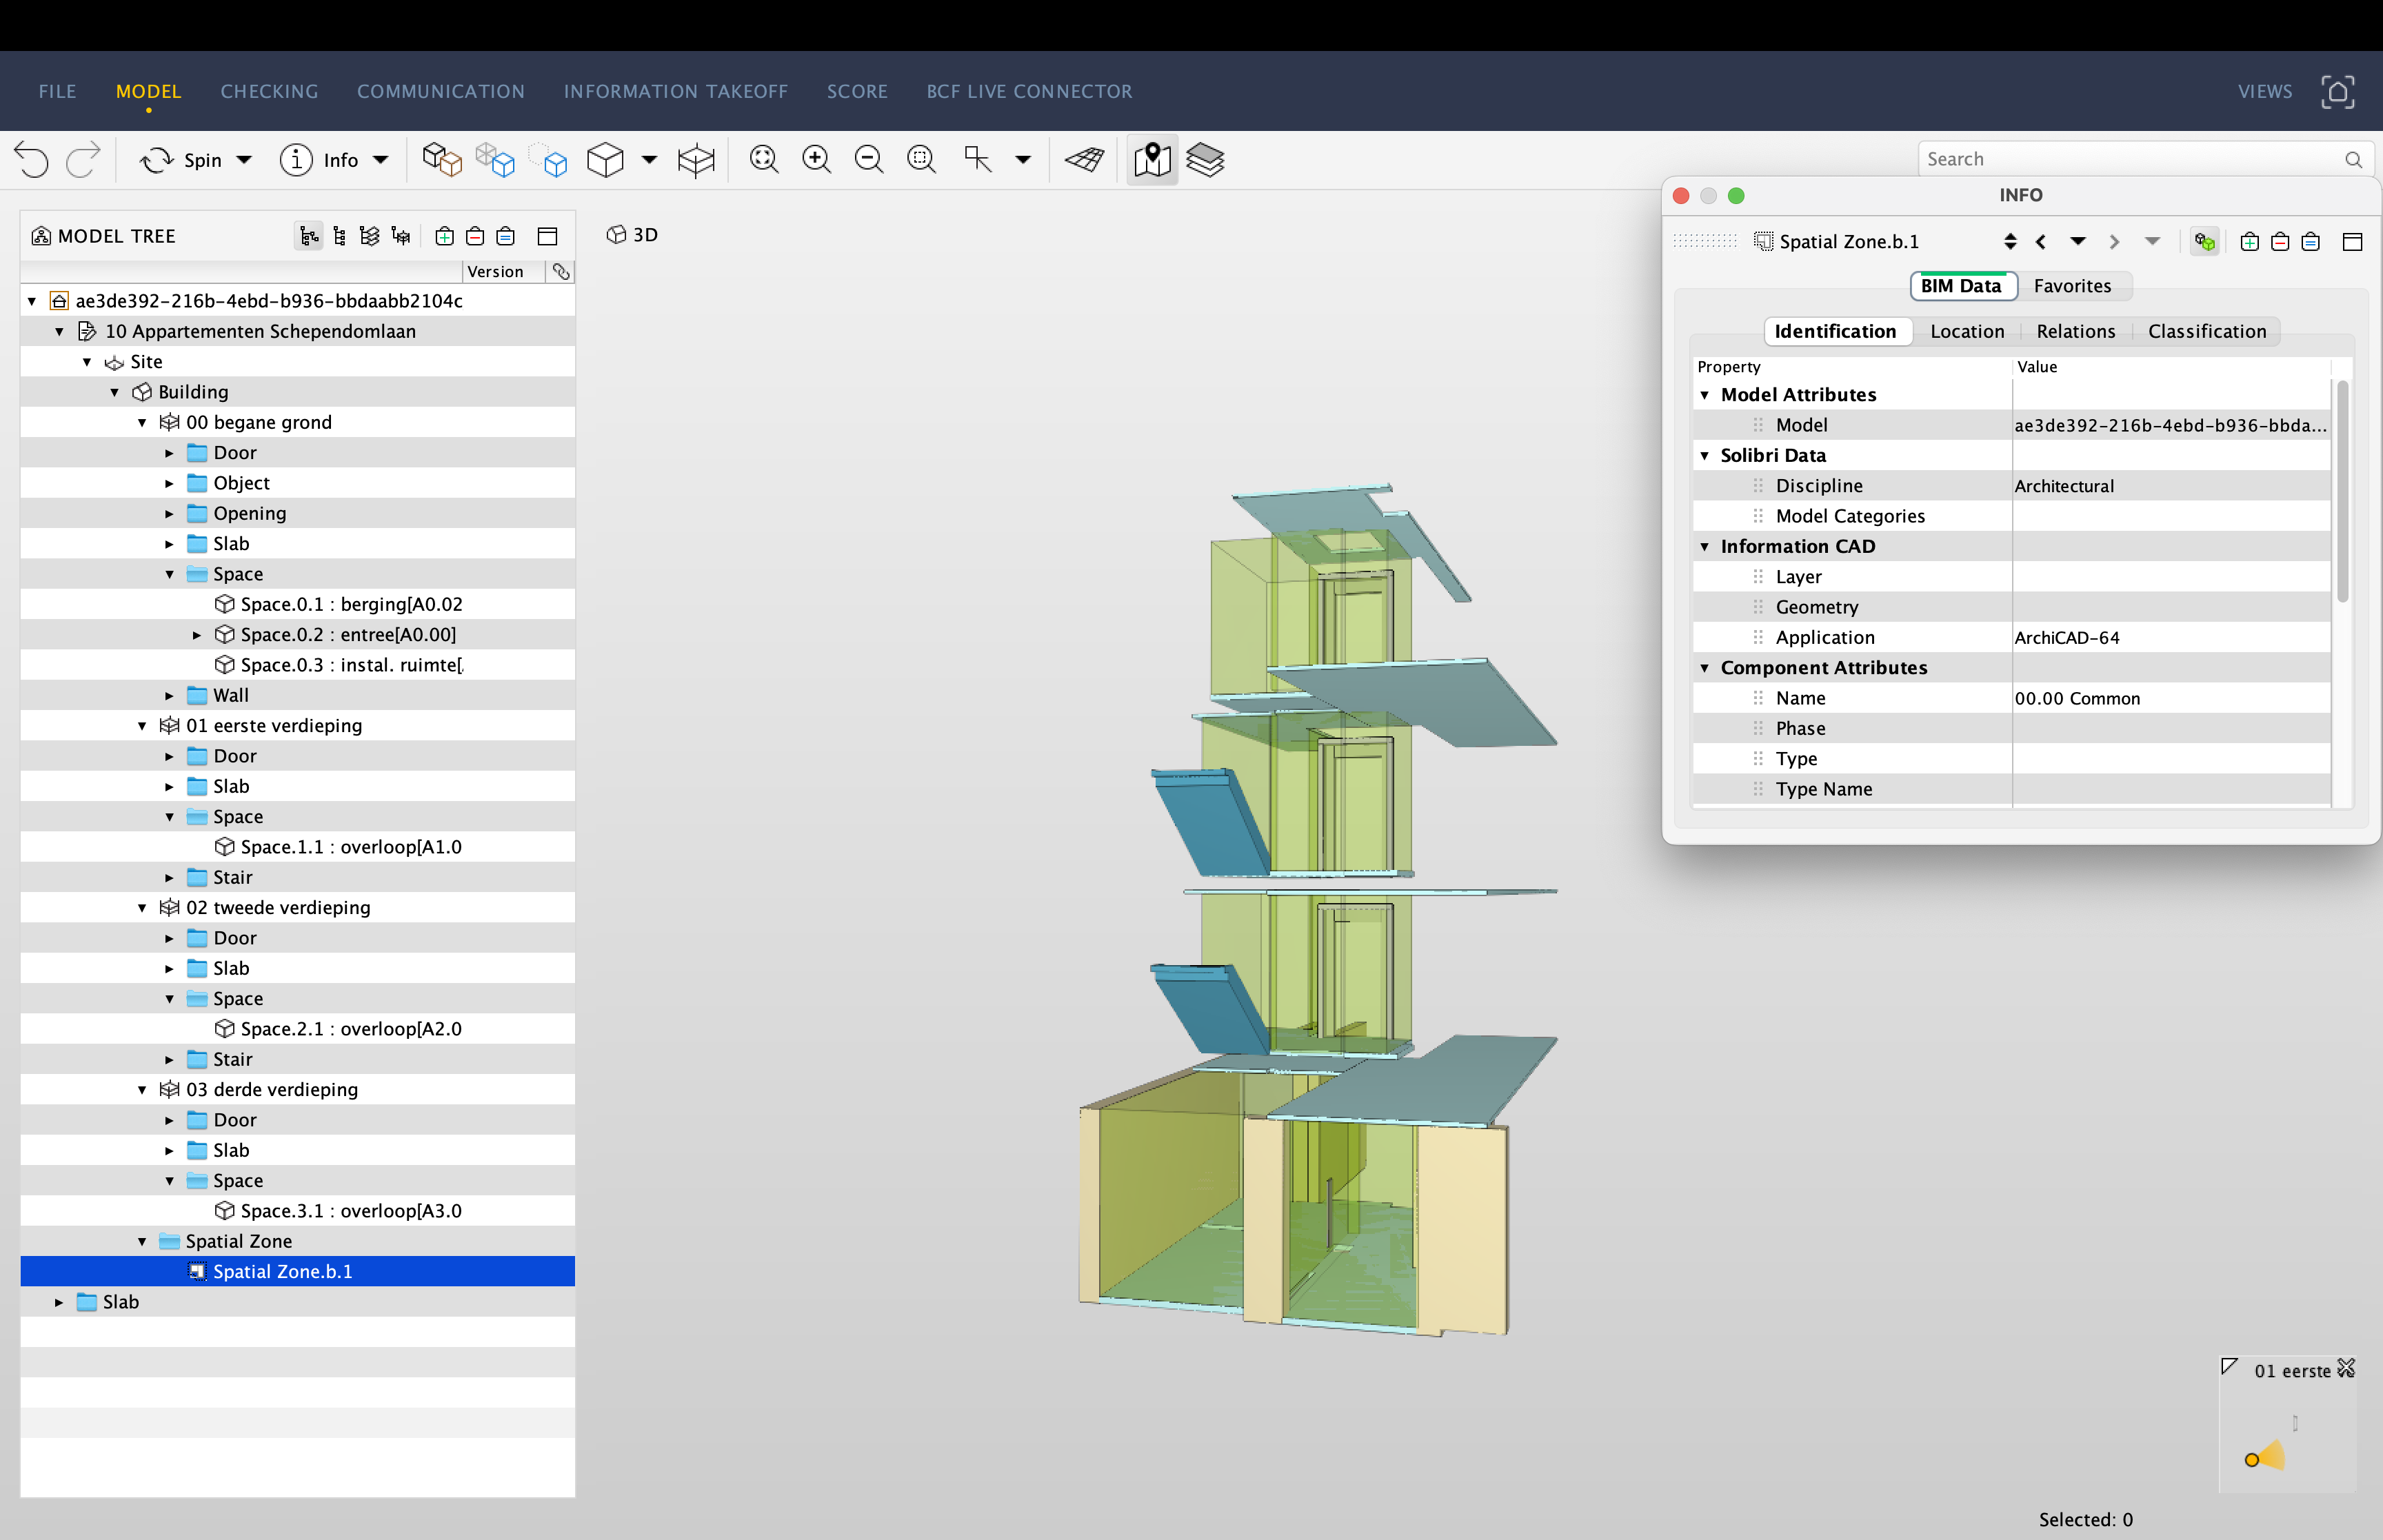 FILE MODEL CHECKING COMMUNICATION INFORMATION TAKEOFF SCORE BCF LIVE CONNECTOR VIEWS
Spin Info Search
MODEL TREE
Version
ae3de392-216b-4ebd-b936-bbdaabb2104c
10 Appartementen Schependomlaan
Site
Building
00 begane grond
Door
Object
Opening
Slab
Space
Space.0.1 : berging[A0.02
Space.0.2 : entree[A0.00]
Space.0.3 : instal. ruimte[
Wall
01 eerste verdieping
Door
Slab
Space
Space.1.1 : overloop[A1.0
Stair
02 tweede verdieping
Door
Slab
Space
Space.2.1 : overloop[A2.0
Stair
03 derde verdieping
Door
Slab
Space
Space.3.1 : overloop[A3.0
Spatial Zone
Spatial Zone.b.1
Slab
3D
INFO
Spatial Zone.b.1
BIM Data Favorites
Identification Location Relations Classification
Property Value
Model Attributes
Model ae3de392-216b-4ebd-b936-bbda...
Solibri Data
Discipline Architectural
Model Categories
Information CAD
Layer
Geometry
Application ArchiCAD-64
Component Attributes
Name 00.00 Common
Phase
Type
Type Name
01 eerste
Selected: 0